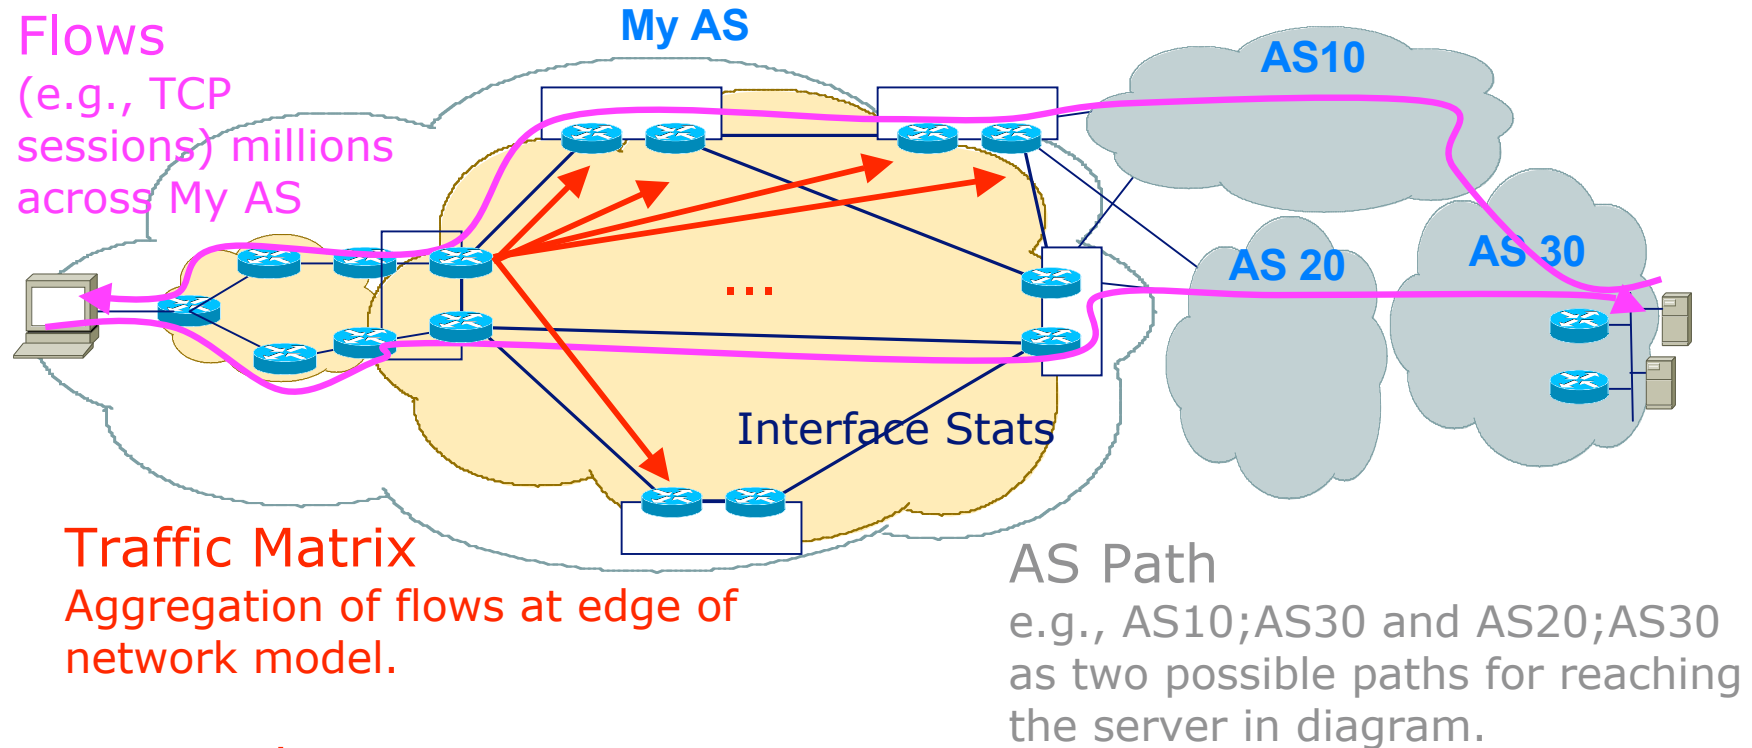 Flows
(e.g., TCP
sessions) millions
across My AS
My AS
AS10
AS 20
AS 30
...
Interface Stats
Traffic Matrix
Aggregation of flows at edge of
network model.
AS Path
e.g., AS10;AS30 and AS20;AS30
as two possible paths for reaching
the server in diagram.